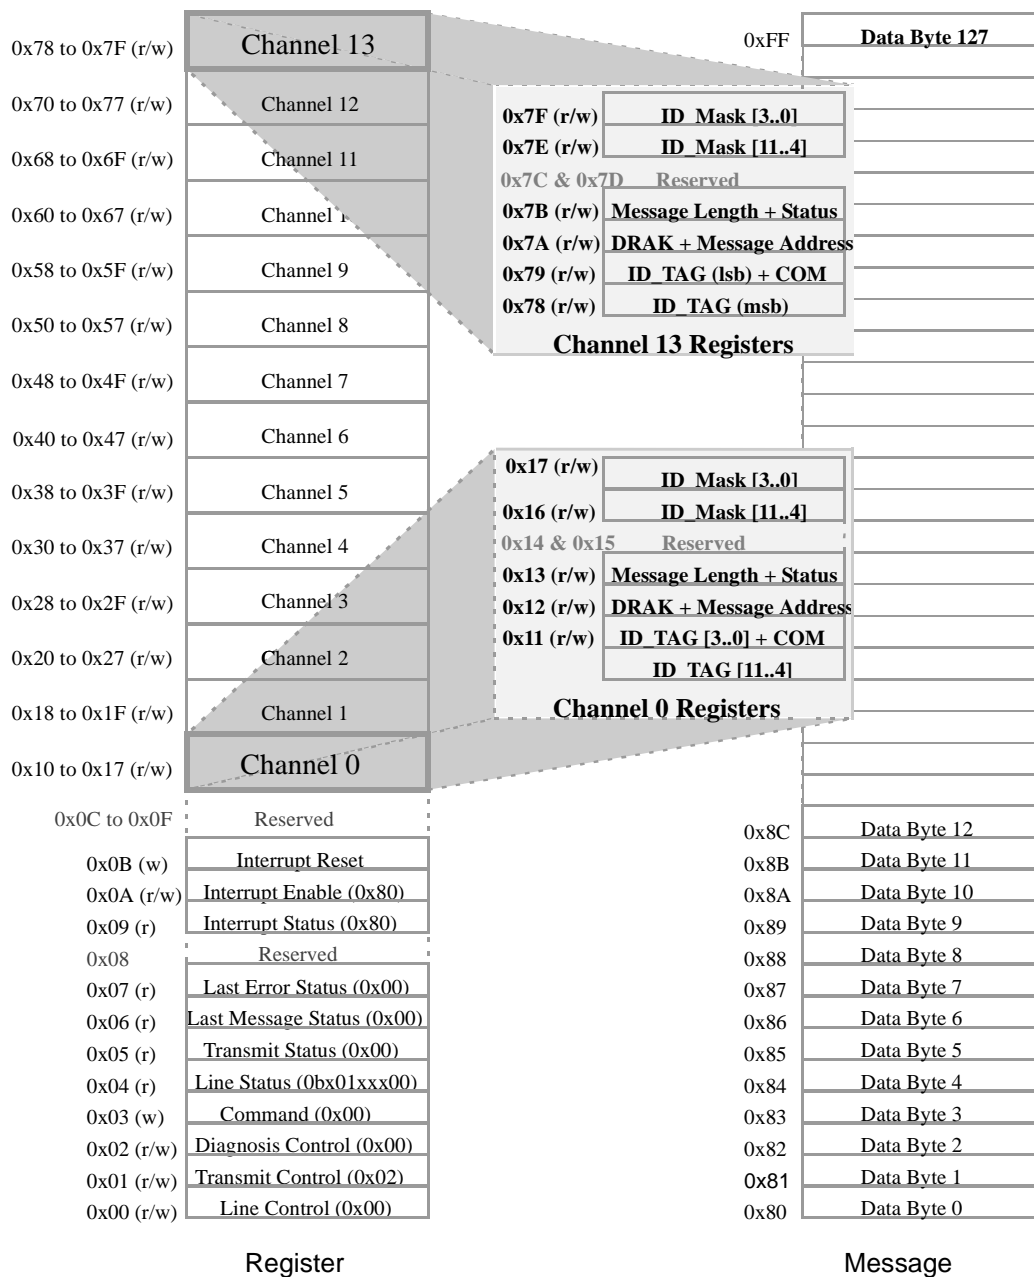 0x78 to 0x7F (r/w) Channel 13
0x70 to 0x77 (r/w) Channel 12
0x68 to 0x6F (r/w) Channel 11
0x60 to 0x67 (r/w) Channel 1
0x58 to 0x5F (r/w) Channel 9
0x50 to 0x57 (r/w) Channel 8
0x48 to 0x4F (r/w) Channel 7
0x40 to 0x47 (r/w) Channel 6
0x38 to 0x3F (r/w) Channel 5
0x30 to 0x37 (r/w) Channel 4
0x28 to 0x2F (r/w) Channel 3
0x20 to 0x27 (r/w) Channel 2
0x18 to 0x1F (r/w) Channel 1
0x10 to 0x17 (r/w) Channel 0
0x0C to 0x0F Reserved
0x0B (w) Interrupt Reset
0x0A (r/w) Interrupt Enable (0x80)
0x09 (r) Interrupt Status (0x80)
0x08 Reserved
0x07 (r) Last Error Status (0x00)
0x06 (r) Last Message Status (0x00)
0x05 (r) Transmit Status (0x00)
0x04 (r) Line Status (0bx01xxx00)
0x03 (w) Command (0x00)
0x02 (r/w) Diagnosis Control (0x00)
0x01 (r/w) Transmit Control (0x02)
0x00 (r/w) Line Control (0x00)
Register
0x7F (r/w) ID_Mask [3..0]
0x7E (r/w) ID_Mask [11..4]
0x7C & 0x7D Reserved
0x7B (r/w) Message Length + Status
0x7A (r/w) DRAK + Message Address
0x79 (r/w) ID_TAG (lsb) + COM
0x78 (r/w) ID_TAG (msb)
Channel 13 Registers
0x17 (r/w) ID_Mask [3..0]
0x16 (r/w) ID_Mask [11..4]
0x14 & 0x15 Reserved
0x13 (r/w) Message Length + Status
0x12 (r/w) DRAK + Message Address
0x11 (r/w) ID_TAG [3..0] + COM
ID_TAG [11..4]
Channel 0 Registers
0xFF Data Byte 127
0x8C Data Byte 12
0x8B Data Byte 11
0x8A Data Byte 10
0x89 Data Byte 9
0x88 Data Byte 8
0x87 Data Byte 7
0x86 Data Byte 6
0x85 Data Byte 5
0x84 Data Byte 4
0x83 Data Byte 3
0x82 Data Byte 2
0x81 Data Byte 1
0x80 Data Byte 0
Message